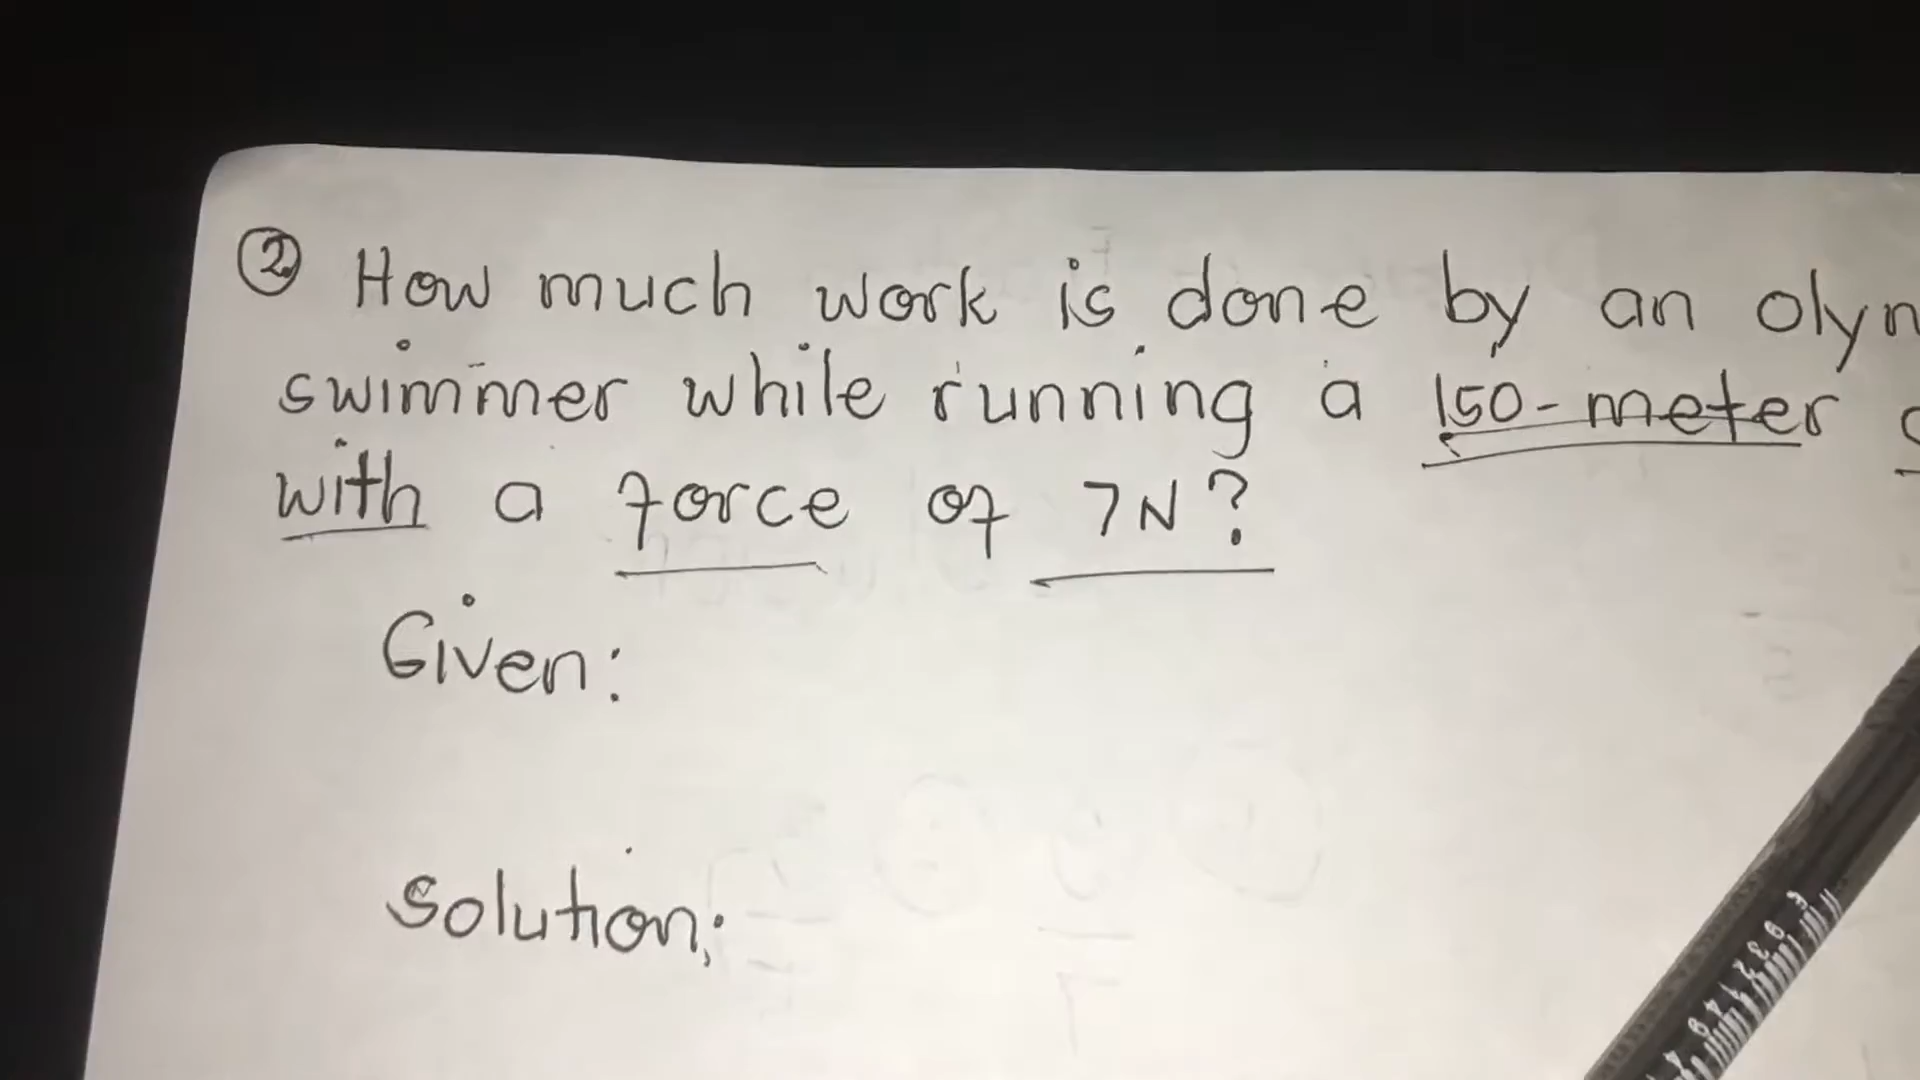 ② How much work is done by an olym
swimmer while running a 150-meter
with a force of 7N?
Given:
Solution: